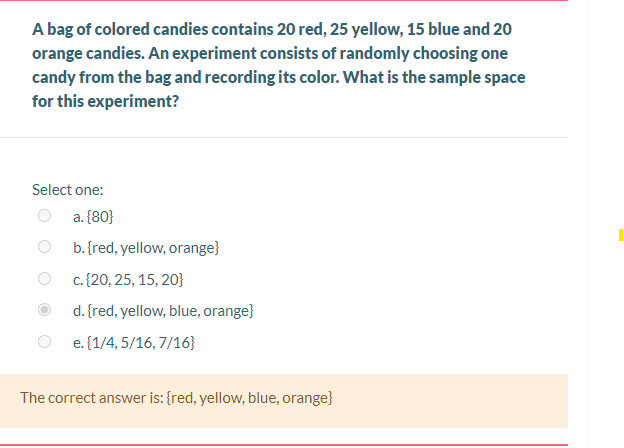 A bag of colored candies contains 20 red, 25 yellow, 15 blue and 20
orange candies. An experiment consists of randomly choosing one
candy from the bag and recording its color. What is the sample space
for this experiment?
Select one:
a. {80}
b. {red, yellow, orange}
c. {20, 25, 15, 20}
d. {red, yellow, blue, orange}
e. {1/4, 5/16, 7/16}
The correct answer is: {red, yellow, blue, orange}